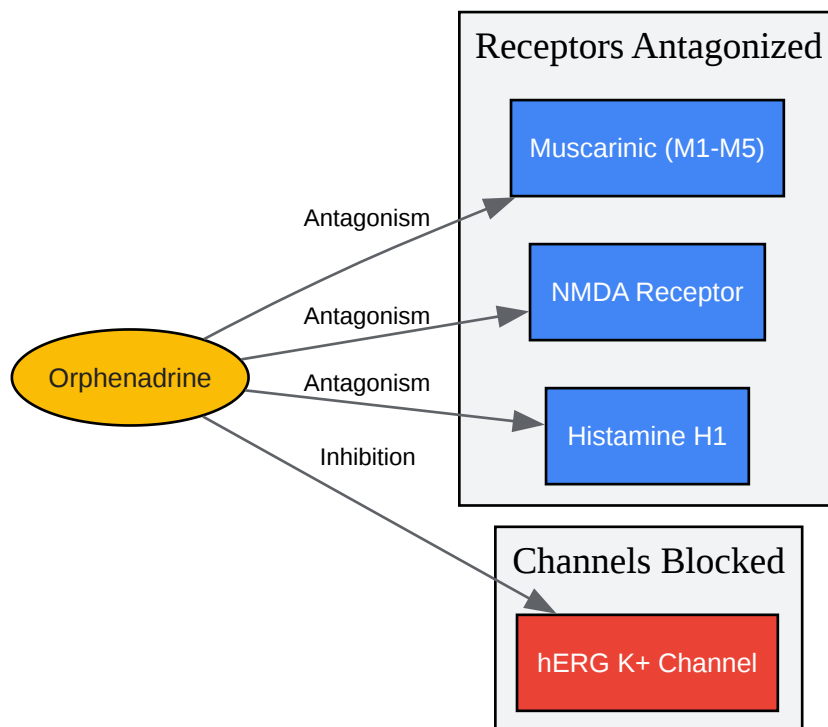 Receptors Antagonized
Muscarinic (M1-M5)
Antagonism
NMDA Receptor
Antagonism
Orphenadrine
Antagonism
Histamine H1
Inhibition
Channels Blocked
hERG K+ Channel